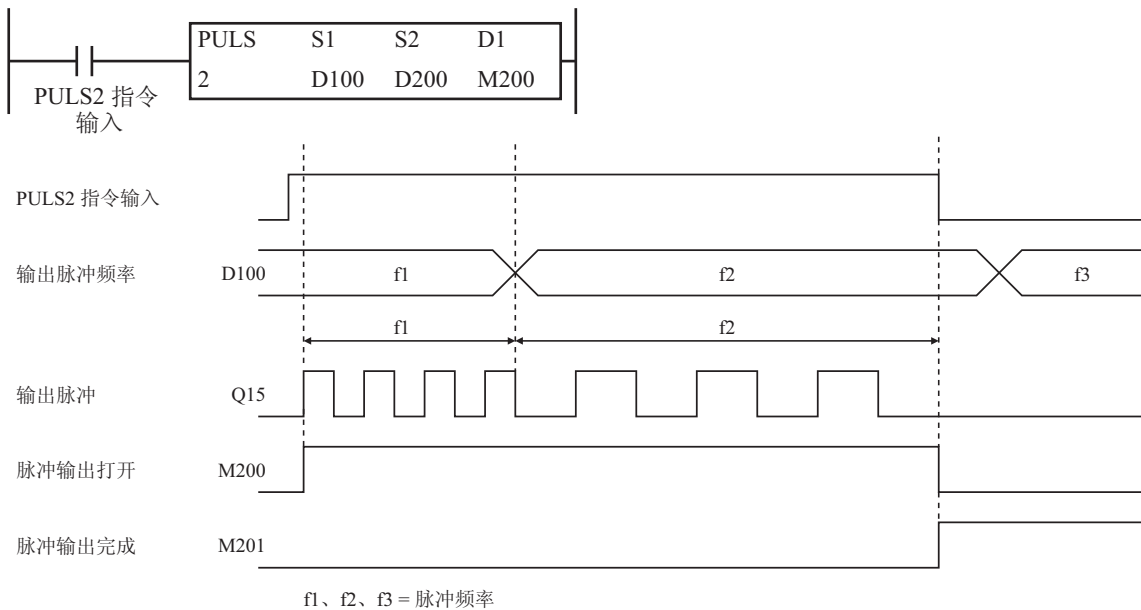 PULS S1 S2 D1
2 D100 D200 M200
PULS2 指令
输入
PULS2 指令输入
输出脉冲频率 D100 f1 f2 f3
f1 f2
输出脉冲 Q15
脉冲输出打开 M200
脉冲输出完成 M201
f1、f2、f3 = 脉冲频率